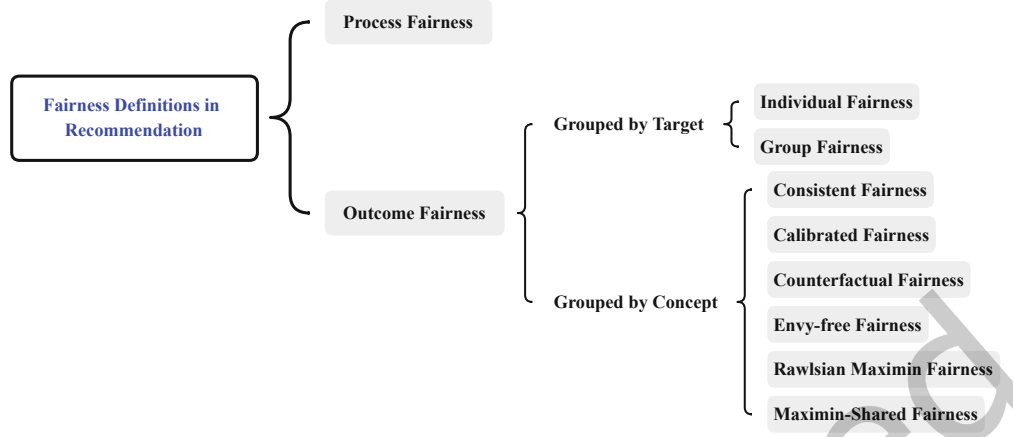 Process Fairness
Fairness Definitions in
Recommendation
Outcome Fairness
Grouped by Target
Individual Fairness
Group Fairness
Grouped by Concept
Consistent Fairness
Calibrated Fairness
Counterfactual Fairness
Envy-free Fairness
Rawlsian Maximin Fairness
Maximin-Shared Fairness